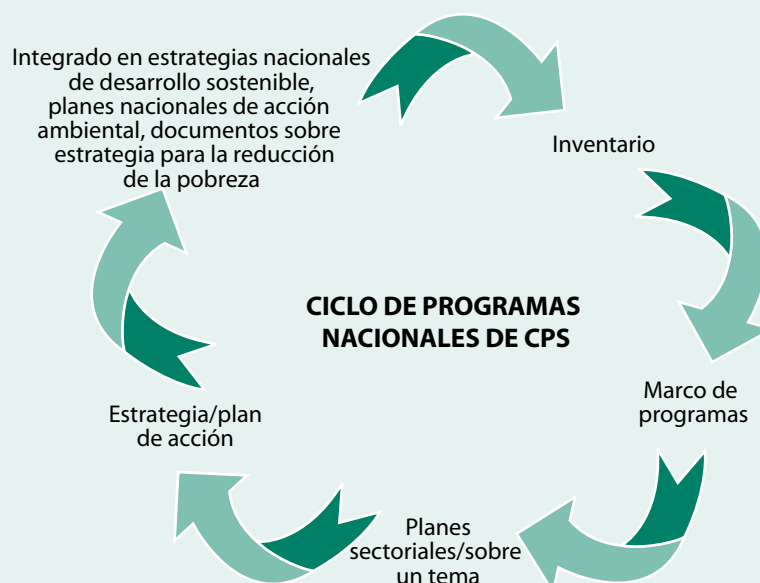 Integrado en estrategias nacionales
de desarrollo sostenible,
planes nacionales de acción
ambiental, documentos sobre
estrategia para la reducción
de la pobreza
Inventario
CICLO DE PROGRAMAS
NACIONALES DE CPS
Marco de
programas
Estrategia/plan
de acción
Planes
sectoriales/sobre
un tema